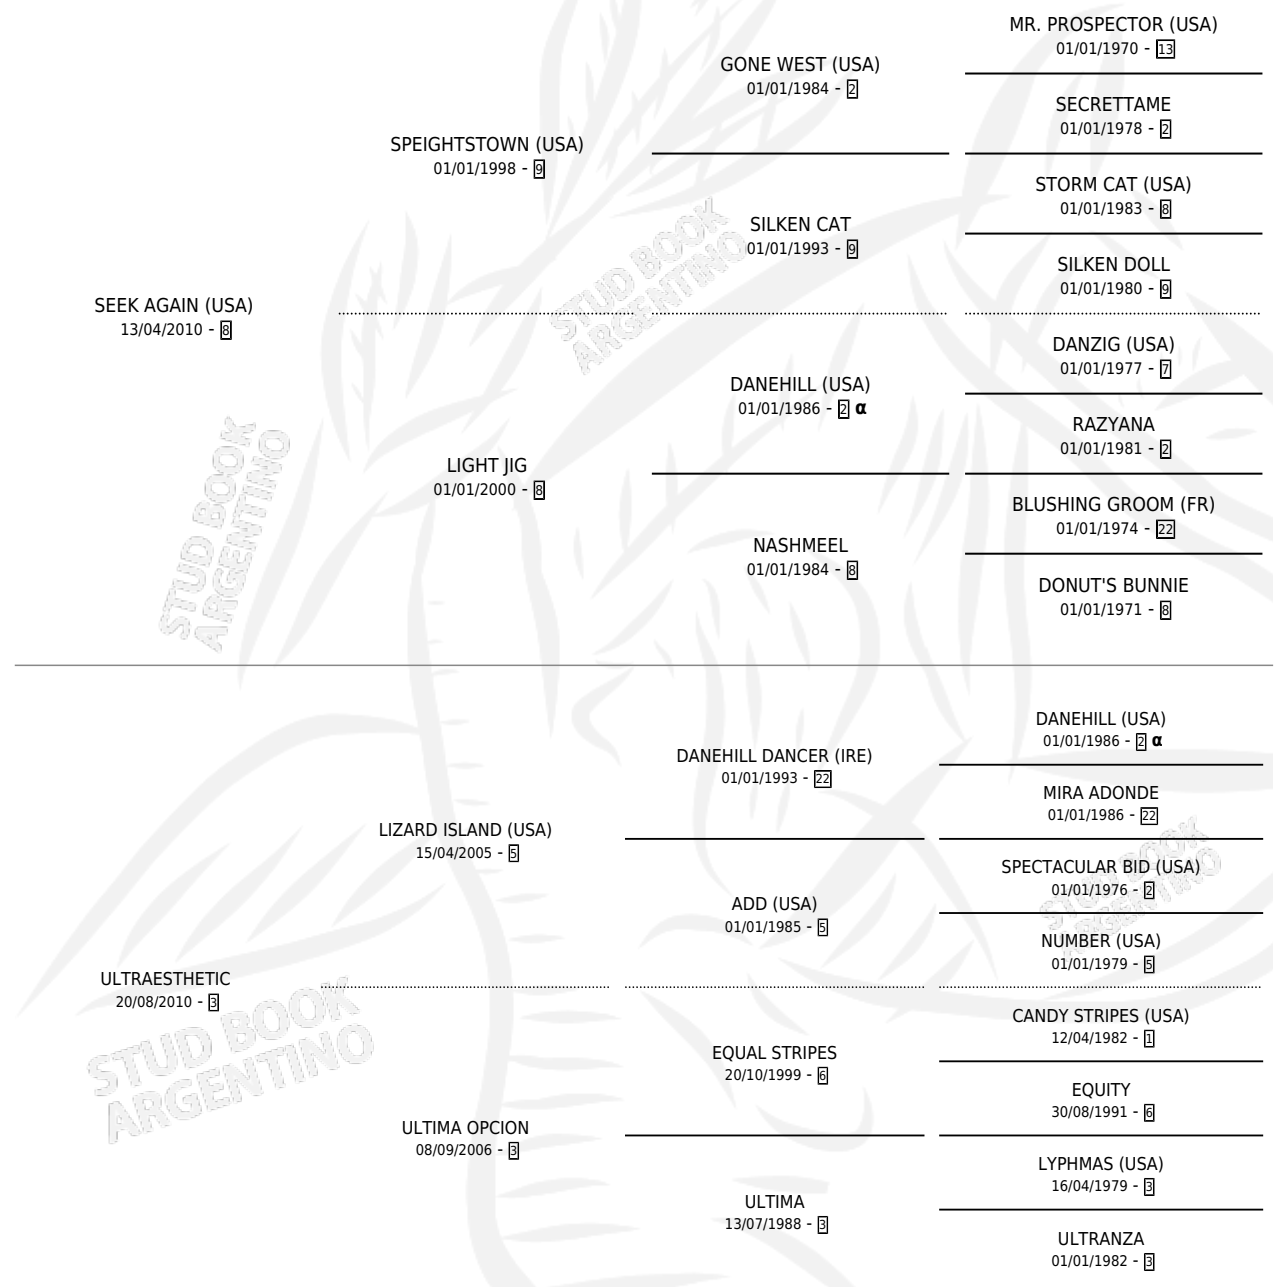 MR. PROSPECTOR (USA)
01/01/1970 - 13
GONE WEST (USA)
01/01/1984 - 2
SECRETTAME
01/01/1978 - 2
SPEIGHTSTOWN (USA)
01/01/1998 - 9
STORM CAT (USA)
01/01/1983 - 8
SILKEN CAT
01/01/1993 - 9
SILKEN DOLL
01/01/1980 - 9
SEEK AGAIN (USA)
13/04/2010 - 8
DANZIG (USA)
01/01/1977 - 7
DANEHILL (USA)
01/01/1986 - 2 α
RAZYANA
01/01/1981 - 2
LIGHT JIG
01/01/2000 - 8
BLUSHING GROOM (FR)
01/01/1974 - 22
NASHMEEL
01/01/1984 - 8
DONUT'S BUNNIE
01/01/1971 - 8
STUD BOOK
ARGENTINO
STUD BOOK
ARGENTINO
DANEHILL (USA)
01/01/1986 - 2 α
DANEHILL DANCER (IRE)
01/01/1993 - 22
MIRA ADONDE
01/01/1986 - 22
LIZARD ISLAND (USA)
15/04/2005 - 5
SPECTACULAR BID (USA)
01/01/1976 - 2
ADD (USA)
01/01/1985 - 5
NUMBER (USA)
01/01/1979 - 5
ULTRAESTHETIC
20/08/2010 - 3
CANDY STRIPES (USA)
12/04/1982 - 1
EQUAL STRIPES
20/10/1999 - 6
EQUITY
30/08/1991 - 6
ULTIMA OPCION
08/09/2006 - 3
LYPHMAS (USA)
16/04/1979 - 3
ULTIMA
13/07/1988 - 3
ULTRANZA
01/01/1982 - 3
STUD BOOK
ARGENTINO
STUD BOOK
ARGENTINO